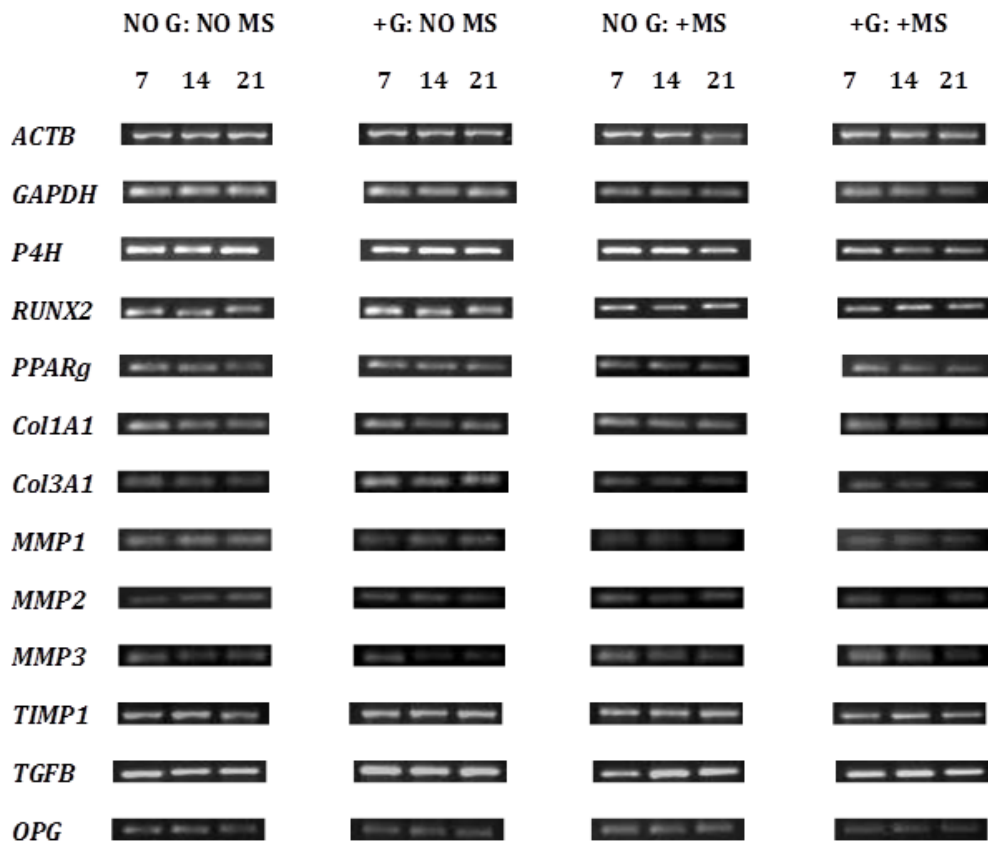 NO G: NO MS +G: NO MS NO G: +MS +G: +MS
7 14 21 7 14 21 7 14 21 7 14 21
ACTB
GAPDH
P4H
RUNX2
PPARg
Col1A1
Col3A1
MMP1
MMP2
MMP3
TIMP1
TGFB
OPG